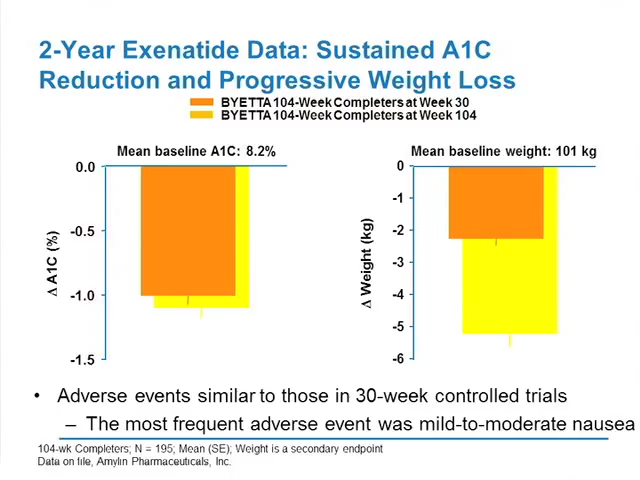 2-Year Exenatide Data: Sustained A1C
Reduction and Progressive Weight Loss
BYETTA 104-Week Completers at Week 30
BYETTA 104-Week Completers at Week 104
Mean baseline A1C: 8.2%
0.0
-0.5
-1.0
-1.5
Δ A1C (%)
Mean baseline weight: 101 kg
0
-1
-2
-3
-4
-5
-6
Δ Weight (kg)
• Adverse events similar to those in 30-week controlled trials
– The most frequent adverse event was mild-to-moderate nausea
104-wk Completers; N = 195; Mean (SE); Weight is a secondary endpoint
Data on file, Amylin Pharmaceuticals, Inc.